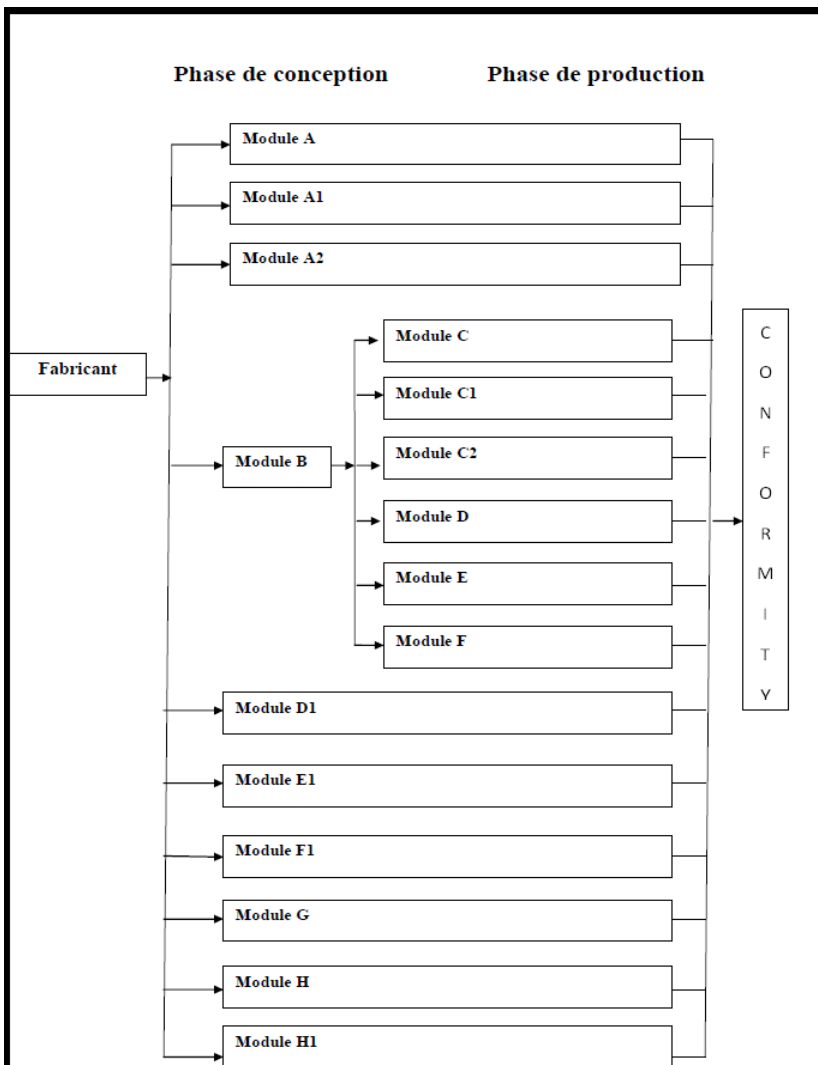 Phase de conception Phase de production
Module A
Module A1
Module A2
Module C
Fabricant
Module C1
Module B
Module C2
Module D
Module E
Module F
Module D1
Module E1
Module F1
Module G
Module H
Module H1
C
O
N
F
O
R
M
I
T
Y